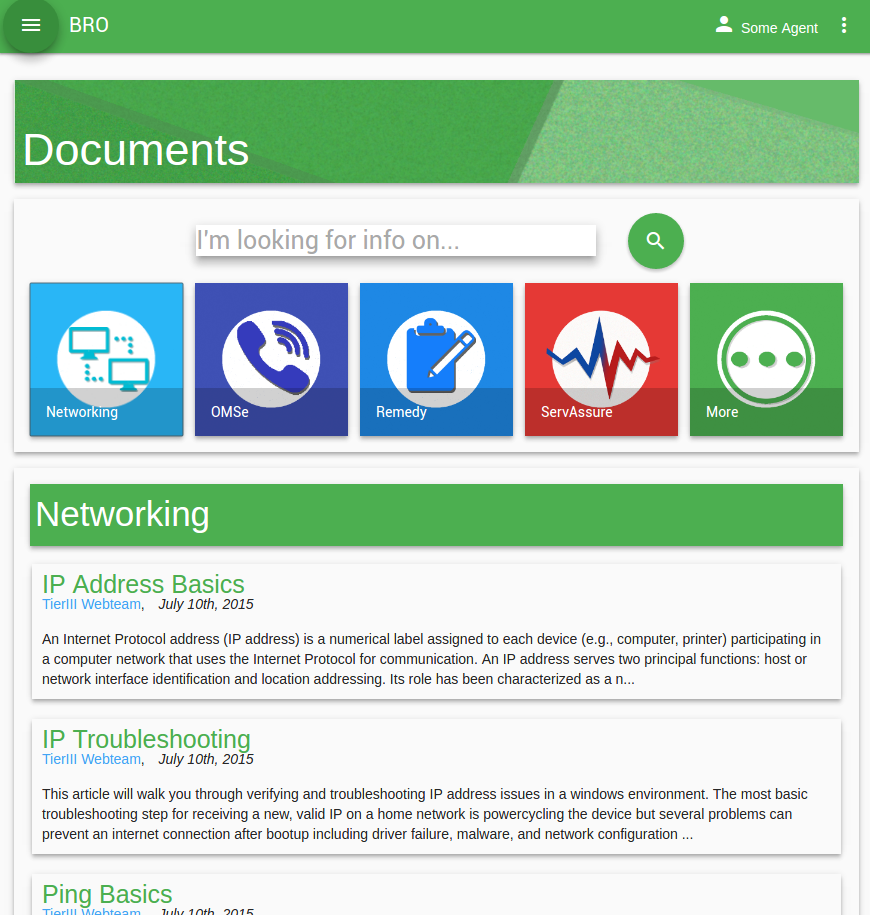 BRO
Some Agent
Documents
I'm looking for info on...
Networking
OMSe
Remedy
ServAssure
More
Networking
IP Address Basics
TierIII Webteam, July 10th, 2015
An Internet Protocol address (IP address) is a numerical label assigned to each device (e.g., computer, printer) participating in
a computer network that uses the Internet Protocol for communication. An IP address serves two principal functions: host or
network interface identification and location addressing. Its role has been characterized as a n...
IP Troubleshooting
TierIII Webteam, July 10th, 2015
This article will walk you through verifying and troubleshooting IP address issues in a windows environment. The most basic
troubleshooting step for receiving a new, valid IP on a home network is powercycling the device but several problems can
prevent an internet connection after bootup including driver failure, malware, and network configuration ...
Ping Basics
TierIII Webteam, July 10th, 2015